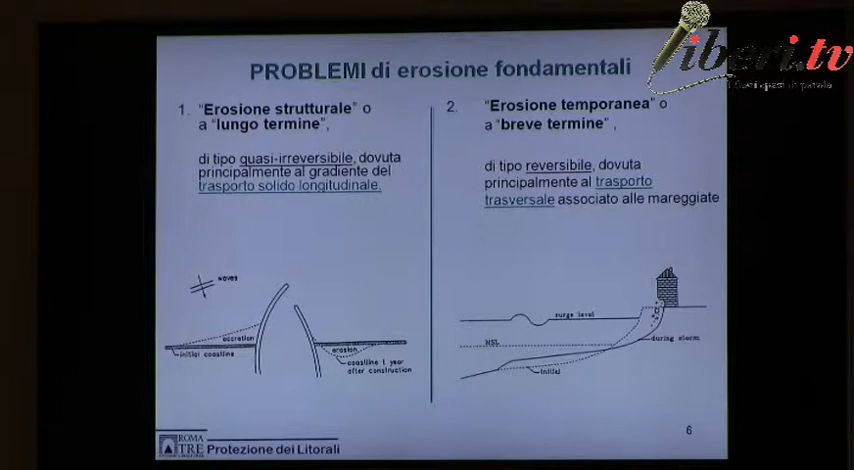 liberi.tv
PROBLEMI di erosione fondamentali
1. "Erosione strutturale" o
a "lungo termine",
di tipo quasi-irreversibile, dovuta
principalmente al gradiente del
trasporto solido longitudinale.
2. "Erosione temporanea" o
a "breve termine",
di tipo reversibile, dovuta
principalmente al trasporto
trasversale associato alle mareggiate
waves
accretion
initial coastline
erosion
coastline 1 year
after construction
surge level
MSL
during storm
initial
6
ROMA
TRE
Protezione dei Litorali